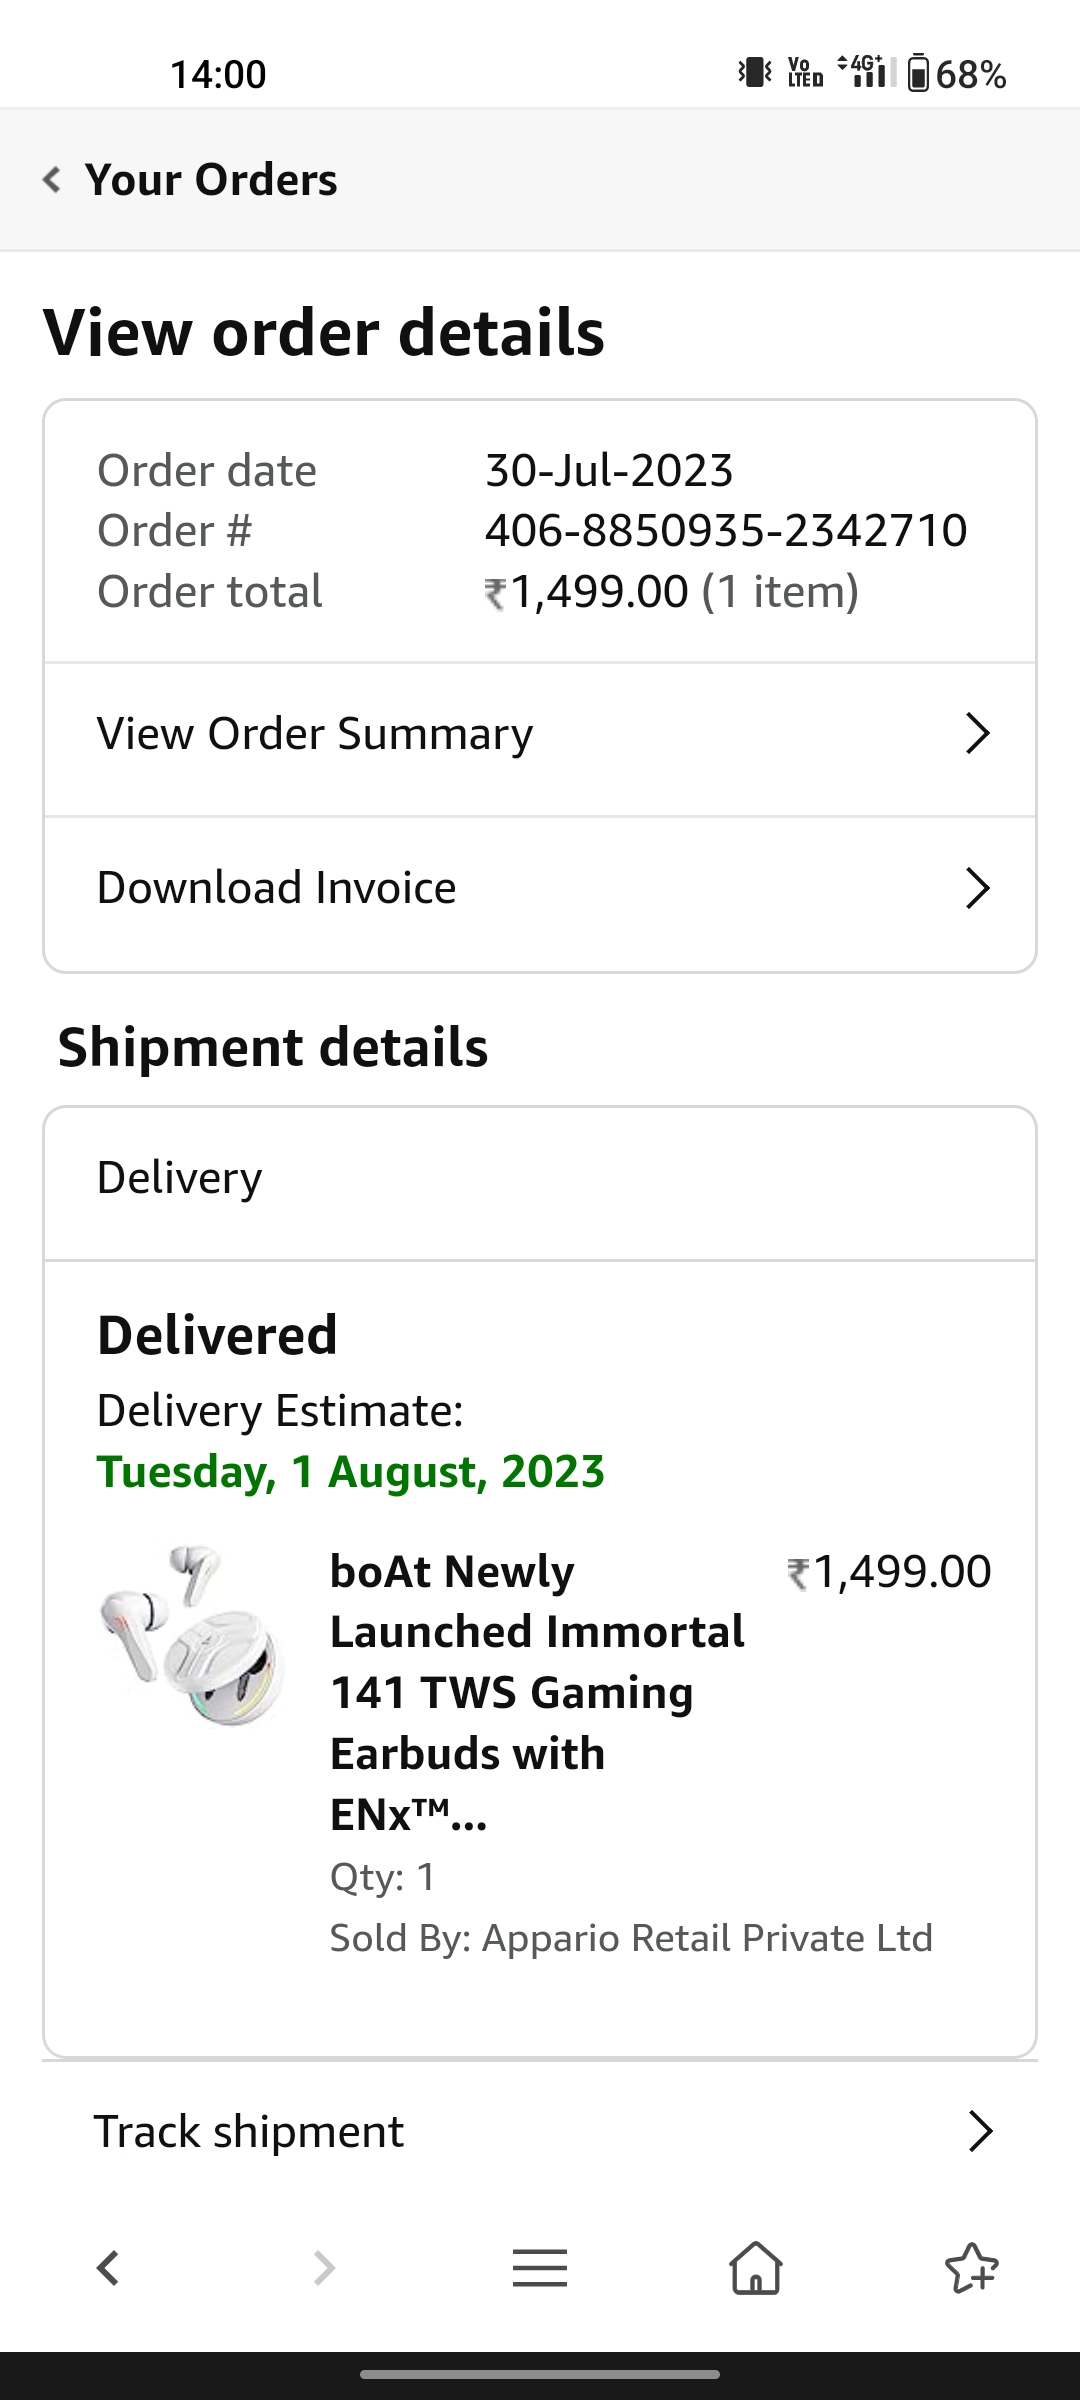 14:00 Vo LTED 4G+ 68%
Your Orders
View order details
Order date 30-Jul-2023
Order # 406-8850935-2342710
Order total ₹1,499.00 (1 item)
View Order Summary
Download Invoice
Shipment details
Delivery
Delivered
Delivery Estimate:
Tuesday, 1 August, 2023
boAt Newly ₹1,499.00
Launched Immortal
141 TWS Gaming
Earbuds with
ENx™...
Qty: 1
Sold By: Appario Retail Private Ltd
Track shipment